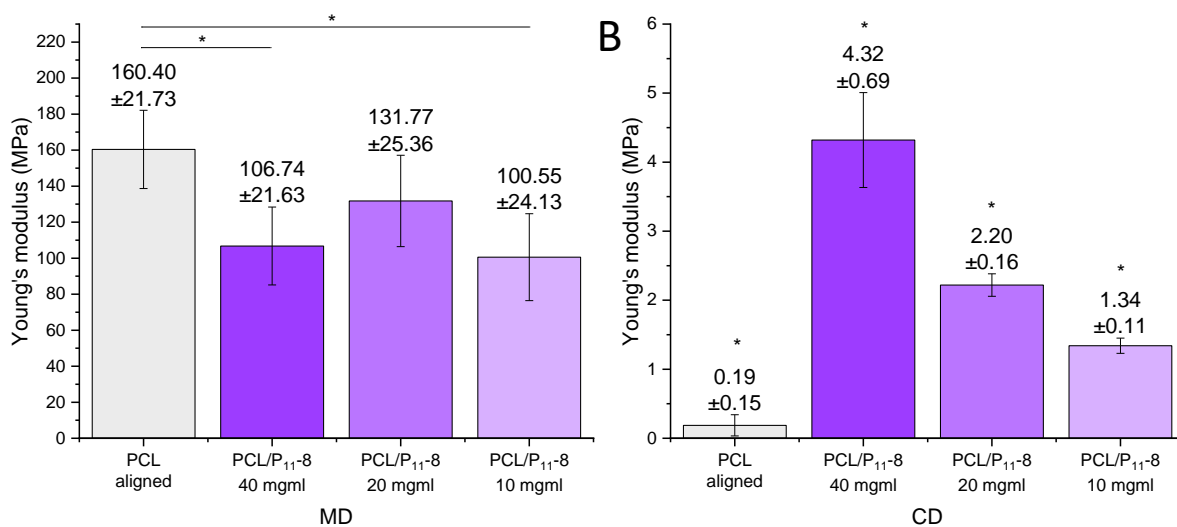 *
*
220
200
180
160
140
120
100
80
60
40
20
0
Young's modulus (MPa)
160.40
±21.73
106.74
±21.63
131.77
±25.36
100.55
±24.13
PCL
aligned
PCL/P₁₁-8
40 mgml
PCL/P₁₁-8
20 mgml
PCL/P₁₁-8
10 mgml
MD
B
6
5
4
3
2
1
0
Young's modulus (MPa)
*
0.19
±0.15
*
4.32
±0.69
*
2.20
±0.16
*
1.34
±0.11
PCL
aligned
PCL/P₁₁-8
40 mgml
PCL/P₁₁-8
20 mgml
PCL/P₁₁-8
10 mgml
CD